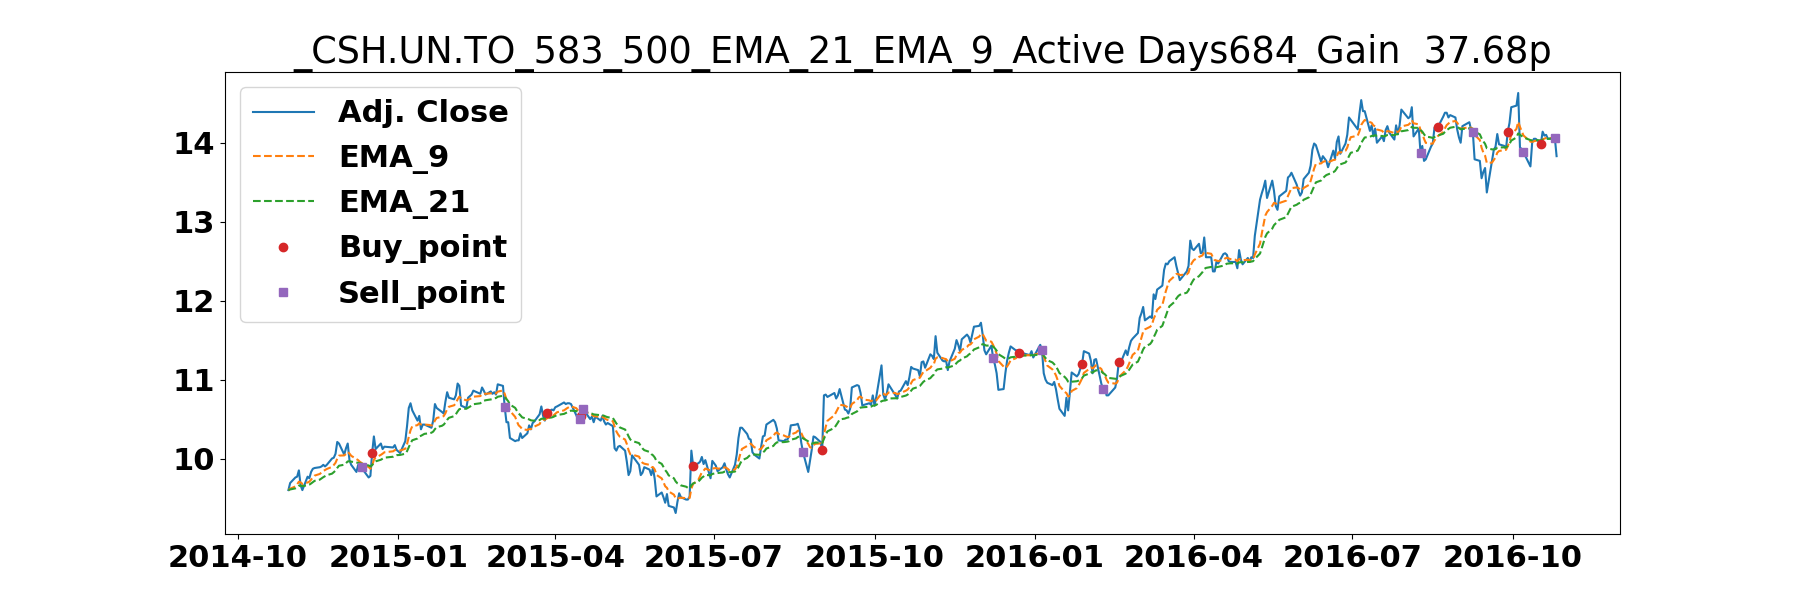 _CSH.UN.TO_583_500_EMA_21_EMA_9_Active Days684_Gain  37.68p
Adj. Close
EMA_9
EMA_21
Buy_point
Sell_point
14
13
12
11
10
2014-10 2015-01 2015-04 2015-07 2015-10 2016-01 2016-04 2016-07 2016-10